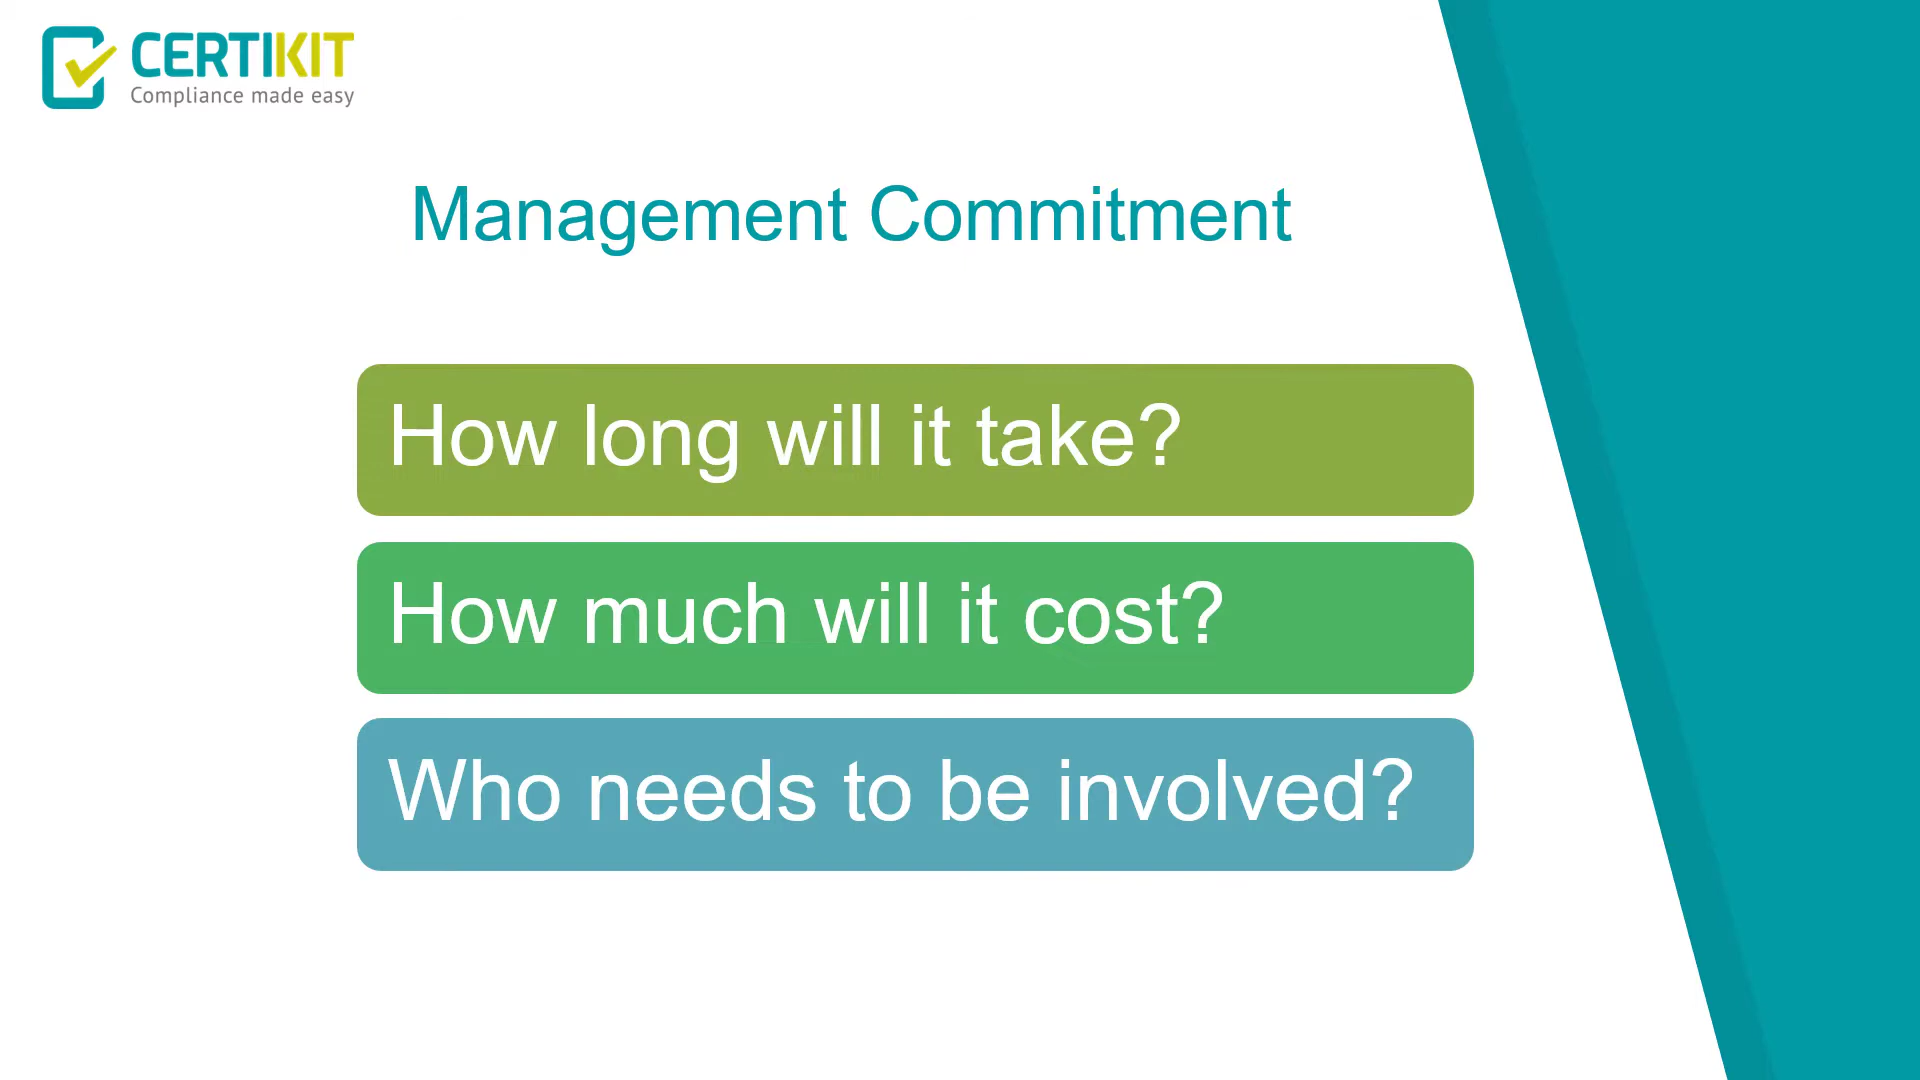 CERTIKIT
Compliance made easy
Management Commitment
How long will it take?
How much will it cost?
Who needs to be involved?